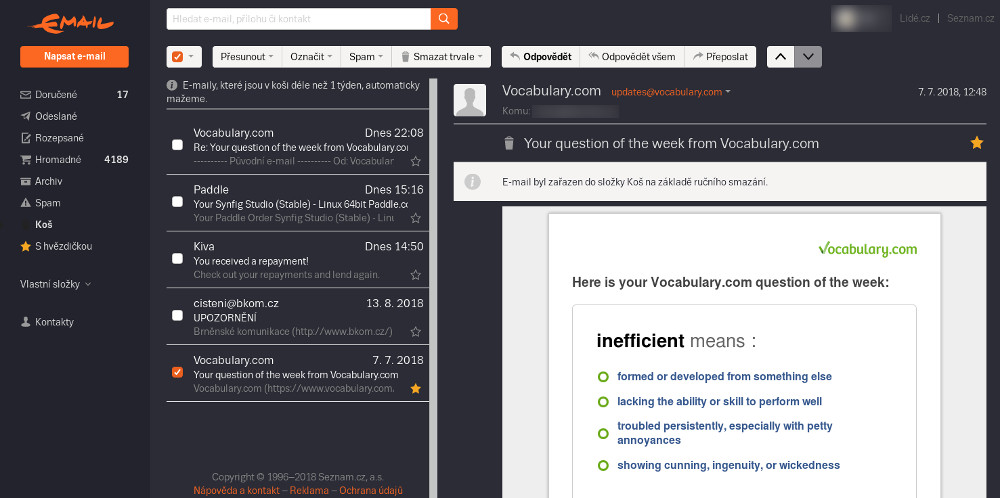 EMAIL
Hledat e-mail, přílohu či kontakt
Lidé.cz | Seznam.cz
Napsat e-mail
Přesunout
Označit
Spam
Smazat trvale
Odpovědět
Odpovědět všem
Přeposlat
Doručené 17
Odeslané
Rozepsané
Hromadné 4189
Archiv
Spam
Koš
S hvězdičkou
Vlastní složky
Kontakty
E-maily, které jsou v koši déle než 1 týden, automaticky
mažeme.
Vocabulary.com Dnes 22:08
Re: Your question of the week from Vocabulary.con
---------- Původní e-mail ---------- Od: Vocabular
Paddle Dnes 15:16
Your Synfig Studio (Stable) - Linux 64bit Paddle.co
Your Paddle Order Synfig Studio (Stable) - Linu
Kiva Dnes 14:50
You received a repayment!
Check out your repayments and lend again.
cisteni@bkom.cz 13. 8. 2018
UPOZORNĚNÍ
Brněnské komunikace (http://www.bkom.cz/)
Vocabulary.com 7. 7. 2018
Your question of the week from Vocabulary.com
Vocabulary.com (https://www.vocabulary.com.
Copyright © 1996–2018 Seznam.cz, a.s.
Nápověda a kontakt – Reklama – Ochrana údajů
Vocabulary.com updates@vocabulary.com 7. 7. 2018, 12:48
Komu:
Your question of the week from Vocabulary.com
E-mail byl zařazen do složky Koš na základě ručního smazání.
Vocabulary.com
Here is your Vocabulary.com question of the week:
inefficient means :
formed or developed from something else
lacking the ability or skill to perform well
troubled persistently, especially with petty
annoyances
showing cunning, ingenuity, or wickedness